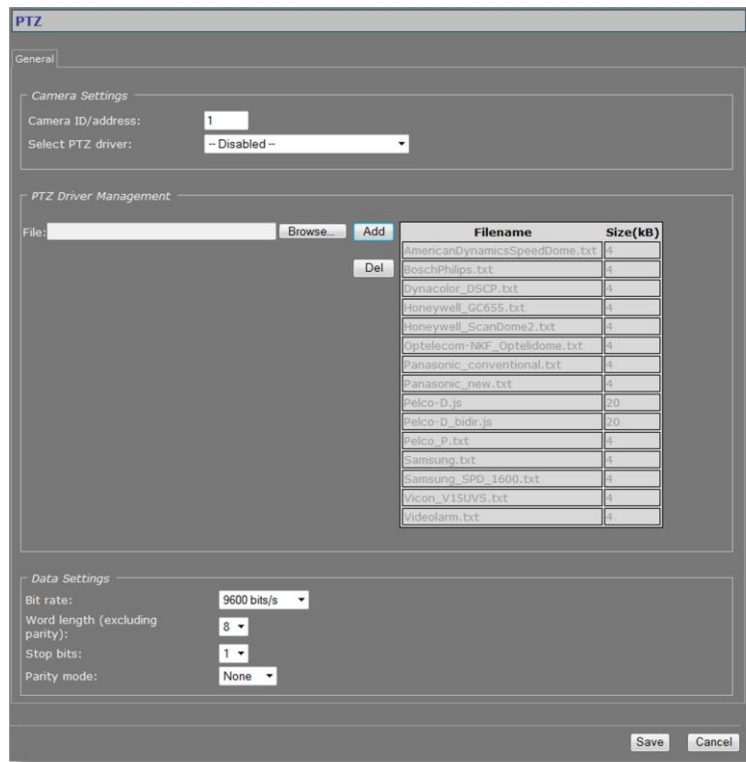 PTZ
General
Camera Settings
Camera ID/address: 1
Select PTZ driver: -- Disabled --
PTZ Driver Management
File: Browse... Add
Del
Filename Size(kB)
AmericanDynamicsSpeedDome.txt 4
BoschPhilips.txt 4
Dynacolor_DSCP.txt 4
Honeywell_GC655.txt 4
Honeywell_ScanDome2.txt 4
Optelecom-NKF_Optelidome.txt 4
Panasonic_conventional.txt 4
Panasonic_new.txt 4
Pelco-D.js 20
Pelco-D_bidir.js 20
Pelco_P.txt 4
Samsung.txt 4
Samsung_SPD_1600.txt 4
Vicon_V15UVS.txt 4
Videolarm.txt 4
Data Settings
Bit rate: 9600 bits/s
Word length (excluding
parity): 8
Stop bits: 1
Parity mode: None
Save Cancel